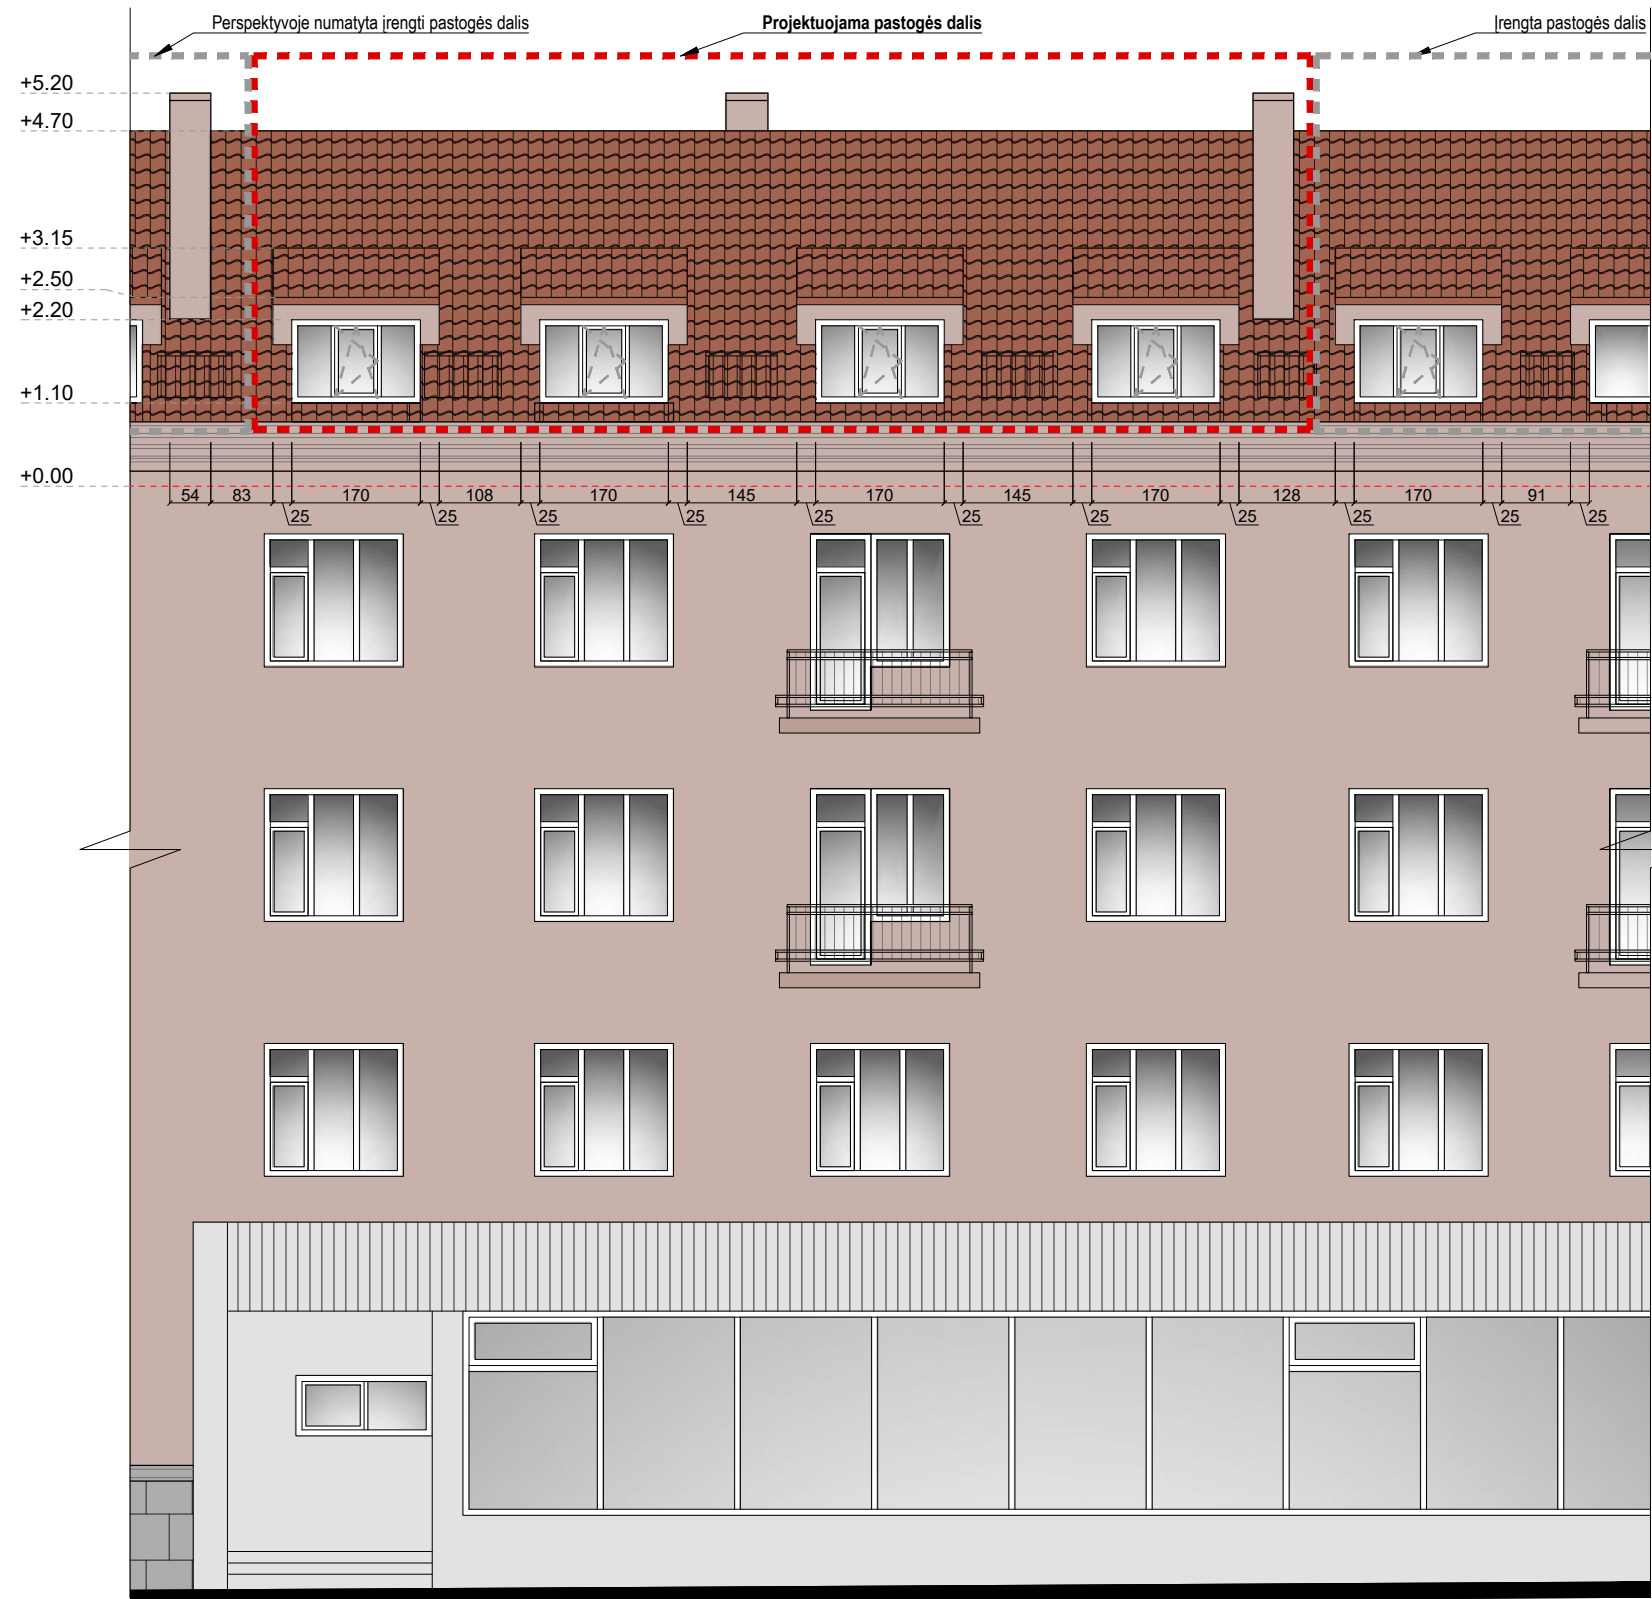 Perspektyvoje numatyta įrengti pastogės dalis
Projektuojama pastogės dalis
Įrengta pastogės dalis
+5.20
+4.70
+3.15
+2.50
+2.20
+1.10
+0.00
54 83 170 108 170 145 170 145 170 128 170 91
25 25 25 25 25 25 25 25 25 25 25